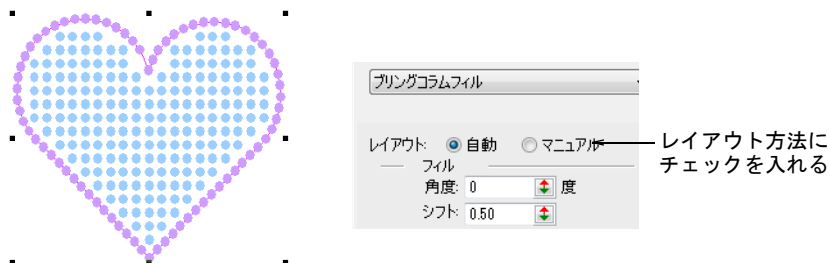 ブリングコラムフィル
レイアウト: 自動 マニュアル
フィル
角度: 0 度
シフト: 0.50
レイアウト方法に
チェックを入れる